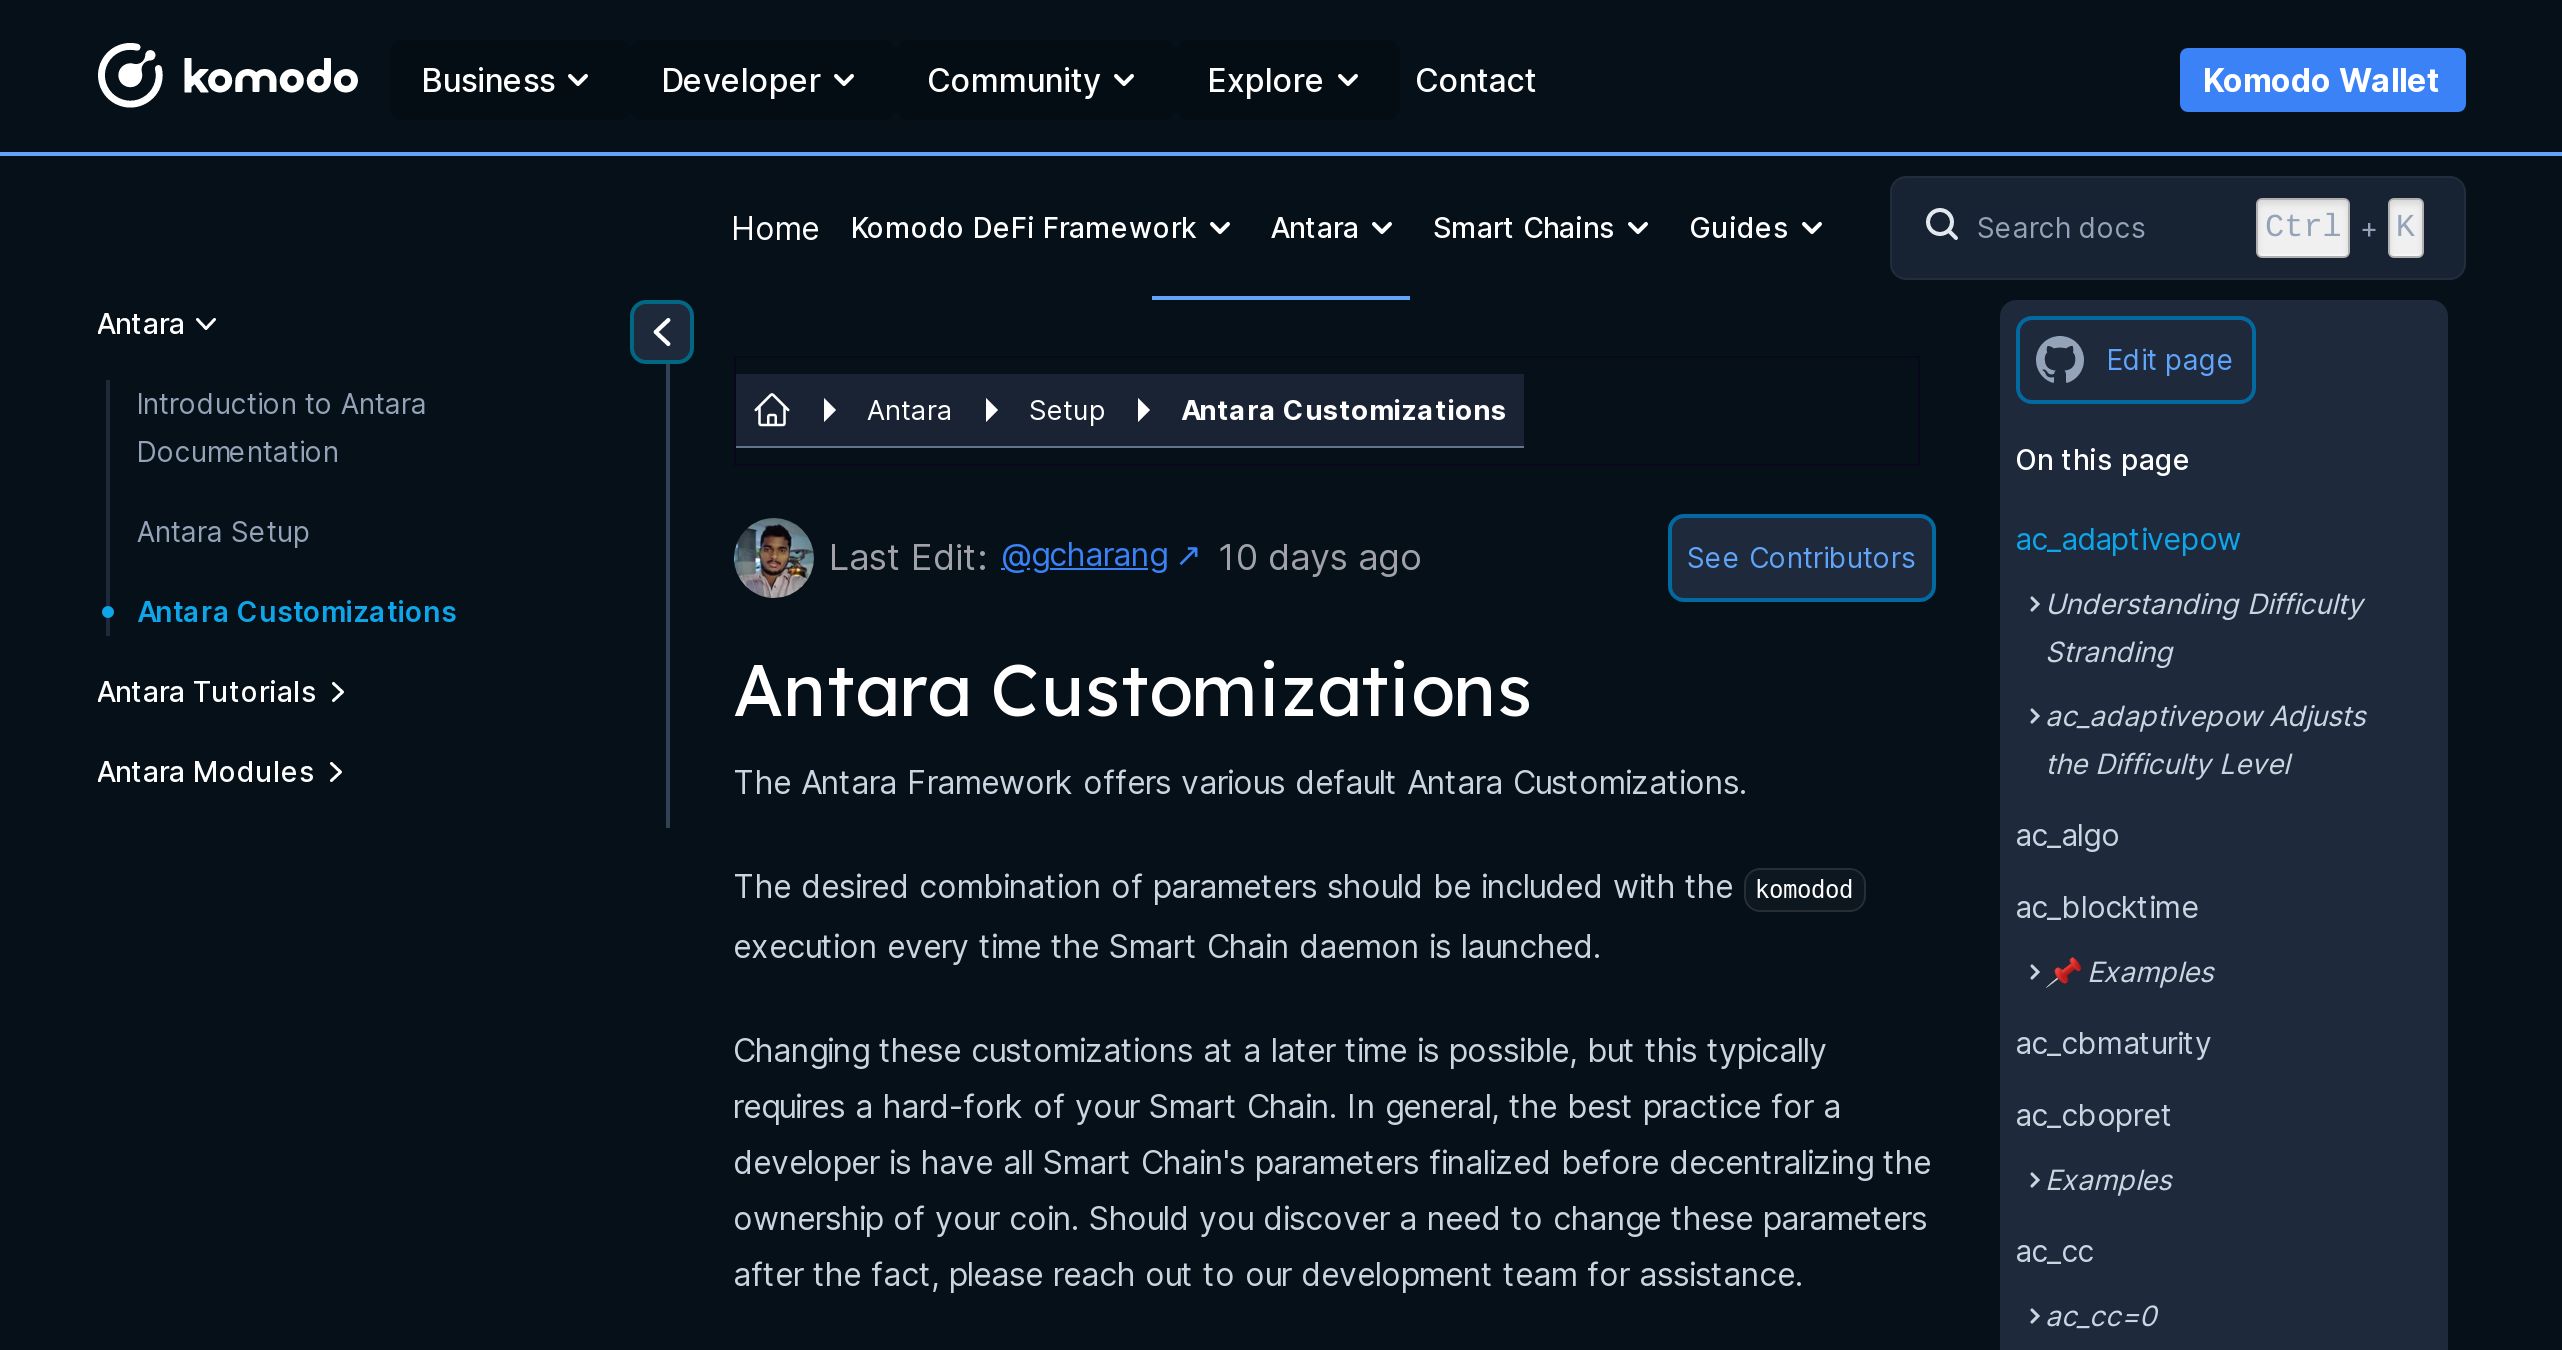 komodo Business Developer Community Explore Contact Komodo Wallet
Home Komodo DeFi Framework Antara Smart Chains Guides Search docs Ctrl + K
Antara
Introduction to Antara
Documentation
Antara Setup
Antara Customizations
Antara Tutorials
Antara Modules
Antara Setup Antara Customizations
Last Edit: @gcharang ↗ 10 days ago See Contributors
Antara Customizations
The Antara Framework offers various default Antara Customizations.
The desired combination of parameters should be included with the komodod
execution every time the Smart Chain daemon is launched.
Changing these customizations at a later time is possible, but this typically
requires a hard-fork of your Smart Chain. In general, the best practice for a
developer is have all Smart Chain's parameters finalized before decentralizing the
ownership of your coin. Should you discover a need to change these parameters
after the fact, please reach out to our development team for assistance.
Edit page
On this page
ac_adaptivepow
Understanding Difficulty
Stranding
ac_adaptivepow Adjusts
the Difficulty Level
ac_algo
ac_blocktime
📌 Examples
ac_cbmaturity
ac_cbopret
Examples
ac_cc
ac_cc=0